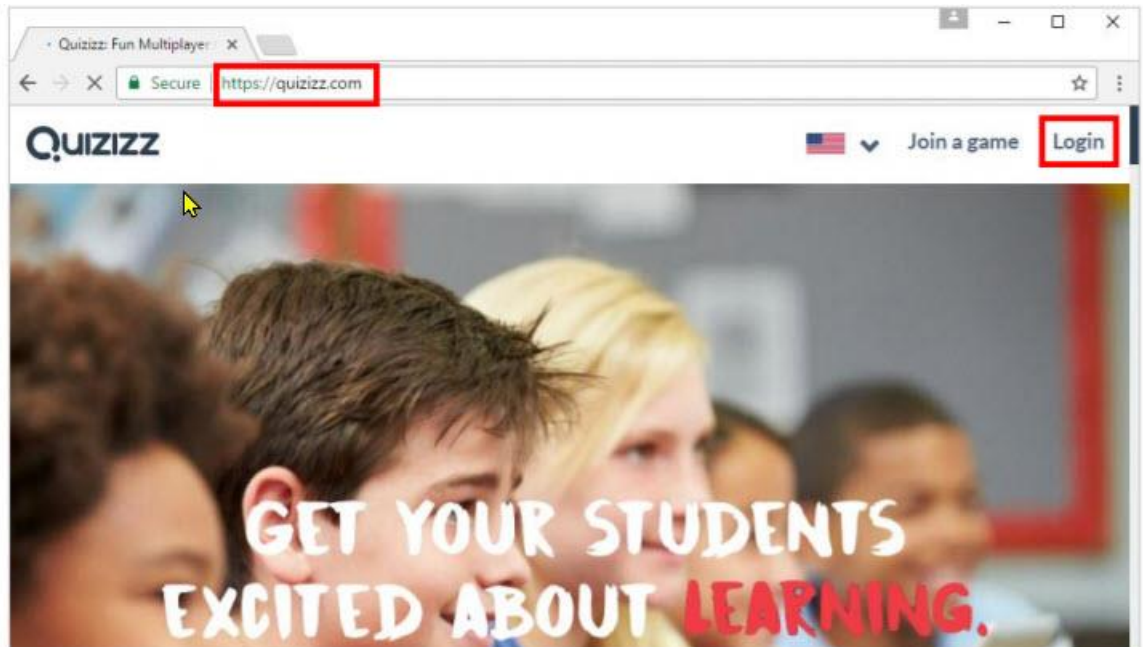 Quizizz: Fun Multiplayer
Secure https://quizizz.com
QUIZIZZ
Join a game
Login
GET YOUR STUDENTS
EXCITED ABOUT LEARNING.